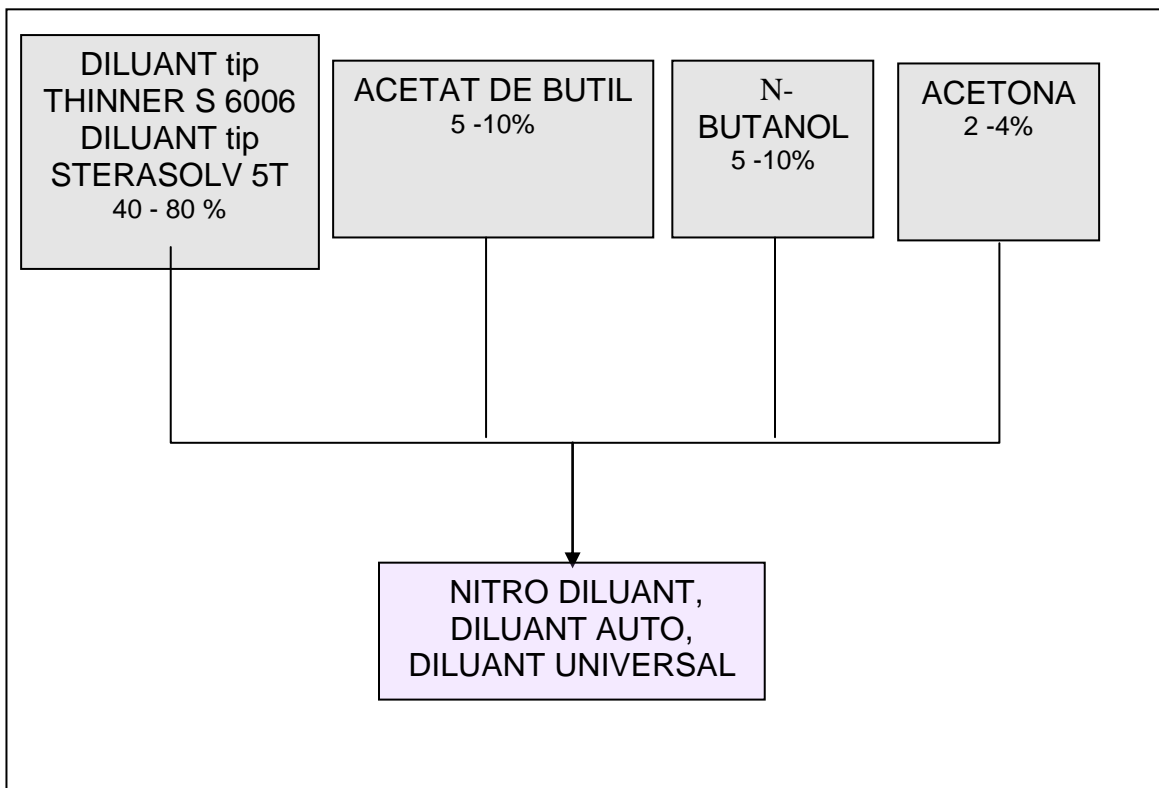 DILUANT tip
THINNER S 6006
DILUANT tip
STERASOLV 5T
40 - 80 %
ACETAT DE BUTIL
5 -10%
N-
BUTANOL
5 -10%
ACETONA
2 -4%
NITRO DILUANT,
DILUANT AUTO,
DILUANT UNIVERSAL